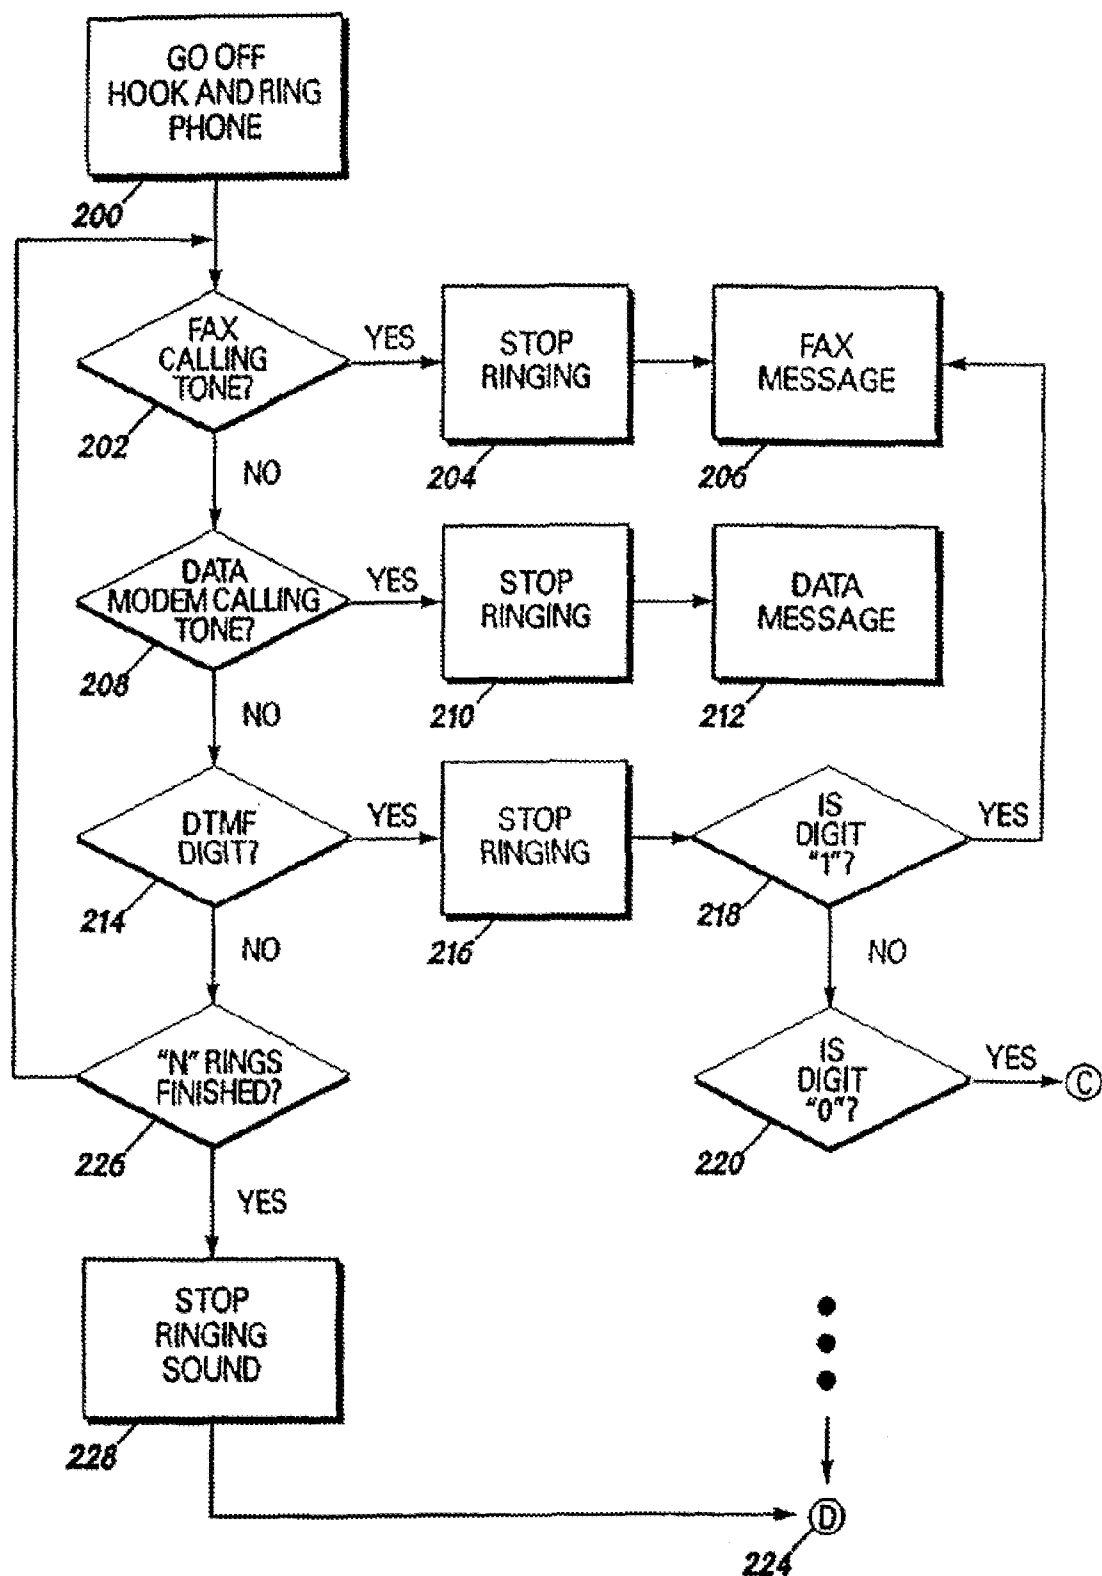 GO OFF
HOOK AND RING
PHONE
200
FAX
CALLING
TONE?
202
YES
STOP
RINGING
204
FAX
MESSAGE
206
NO
DATA
MODEM CALLING
TONE?
208
YES
STOP
RINGING
210
DATA
MESSAGE
212
NO
DTMF
DIGIT?
214
YES
STOP
RINGING
216
IS
DIGIT
"1"?
218
YES
NO
NO
"N" RINGS
FINISHED?
226
IS
DIGIT
"0"?
220
YES
C
YES
STOP
RINGING
SOUND
228
D
224